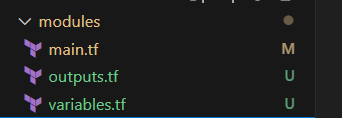 modules
main.tf M
outputs.tf U
variables.tf U